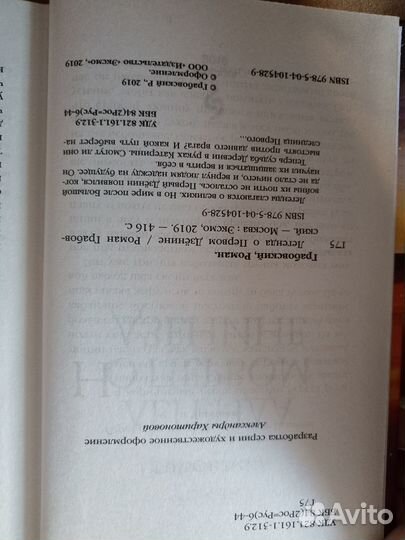 УДК 821.161.1-312.9
ББК 84(2Рос=Рус)6-44
Г75
Разработка серии и художественное оформление
Александры Харитоновой
Грабовский, Роман.
Г75 Легенда о Первом Дзёнине / Роман Грабов-
ский. — Москва : Эксмо, 2019. — 416 с.
ISBN 978-5-04-104528-9
Легенды слагаются о великих. Но в мире после Большой
войны их почти не осталось. Первый Дзёнин появился, ког-
да не стало ничего, и вернул людям надежду на будущее. Он
научил их защищаться и верить в себя.
Теперь судьба Деревни в руках Катерины. Смогут ли они
выстоять против давнего врага? И какой путь выберет на-
следница Первого...
УДК 821.161.1-312.9
ББК 84(2Рос=Рус)6-44
© Грабовский Р., 2019
© Оформление.
ООО «Издательство «Эксмо», 2019
ISBN 978-5-04-104528-9
Avito